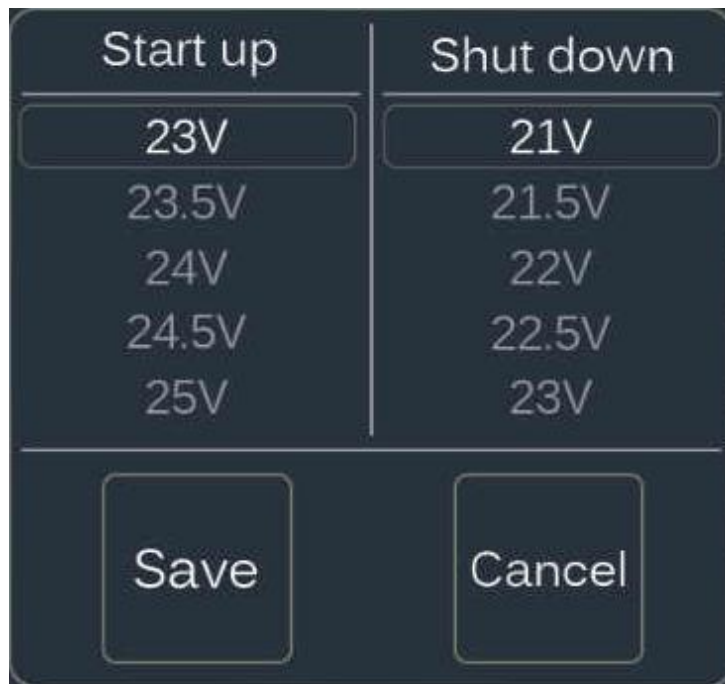 Start up
Shut down
23V
21V
23.5V
21.5V
24V
22V
24.5V
22.5V
25V
23V
Save
Cancel